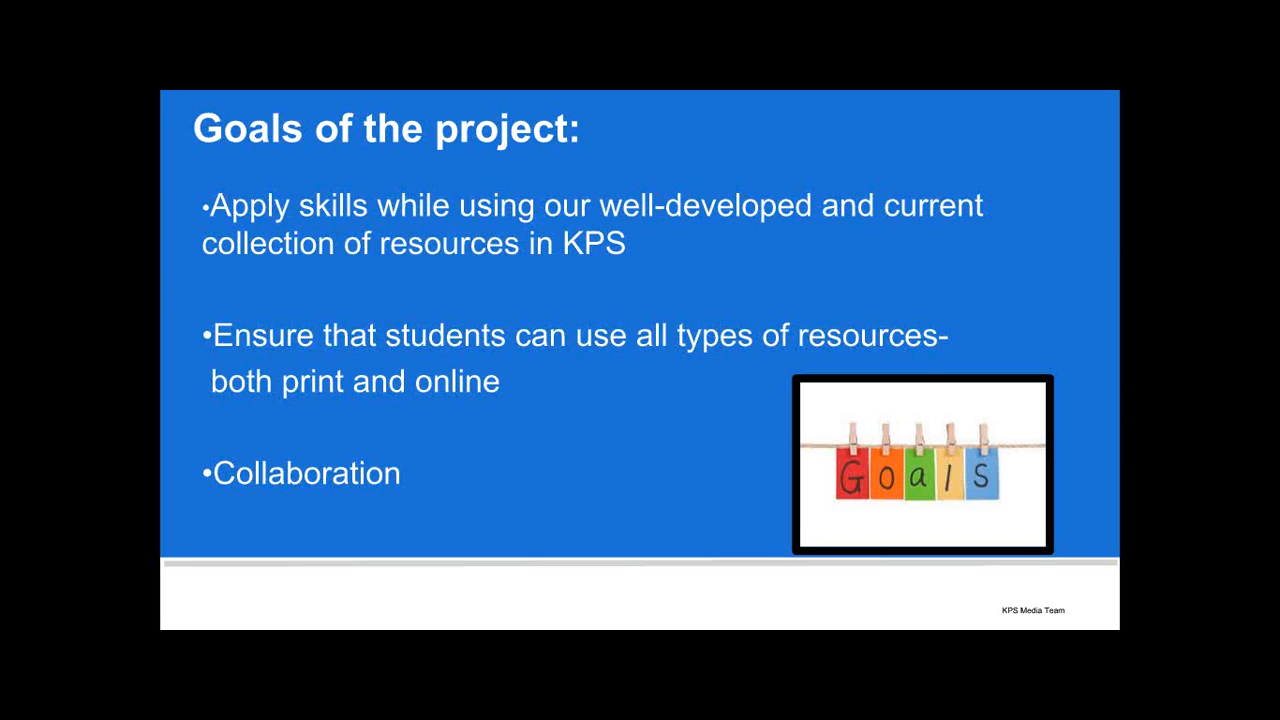 Goals of the project:
•Apply skills while using our well-developed and current
collection of resources in KPS
•Ensure that students can use all types of resources-
both print and online
•Collaboration
Goals
KPS Media Team